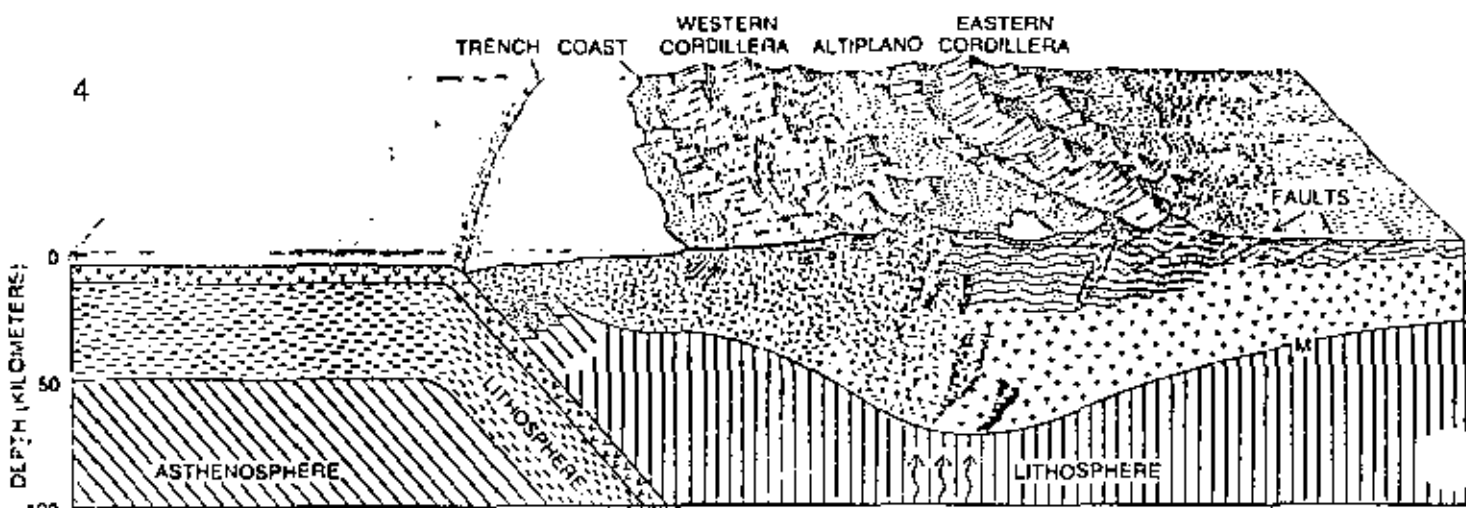 WESTERN CORDILLERA
EASTERN CORDILLERA
TRENCH COAST ALTIPLANO
4
FAULTS
0
M
50
LITHOSPHERE
ASTHENOSPHERE
LITHOSPHERE
DEPTH (KILOMETERS)